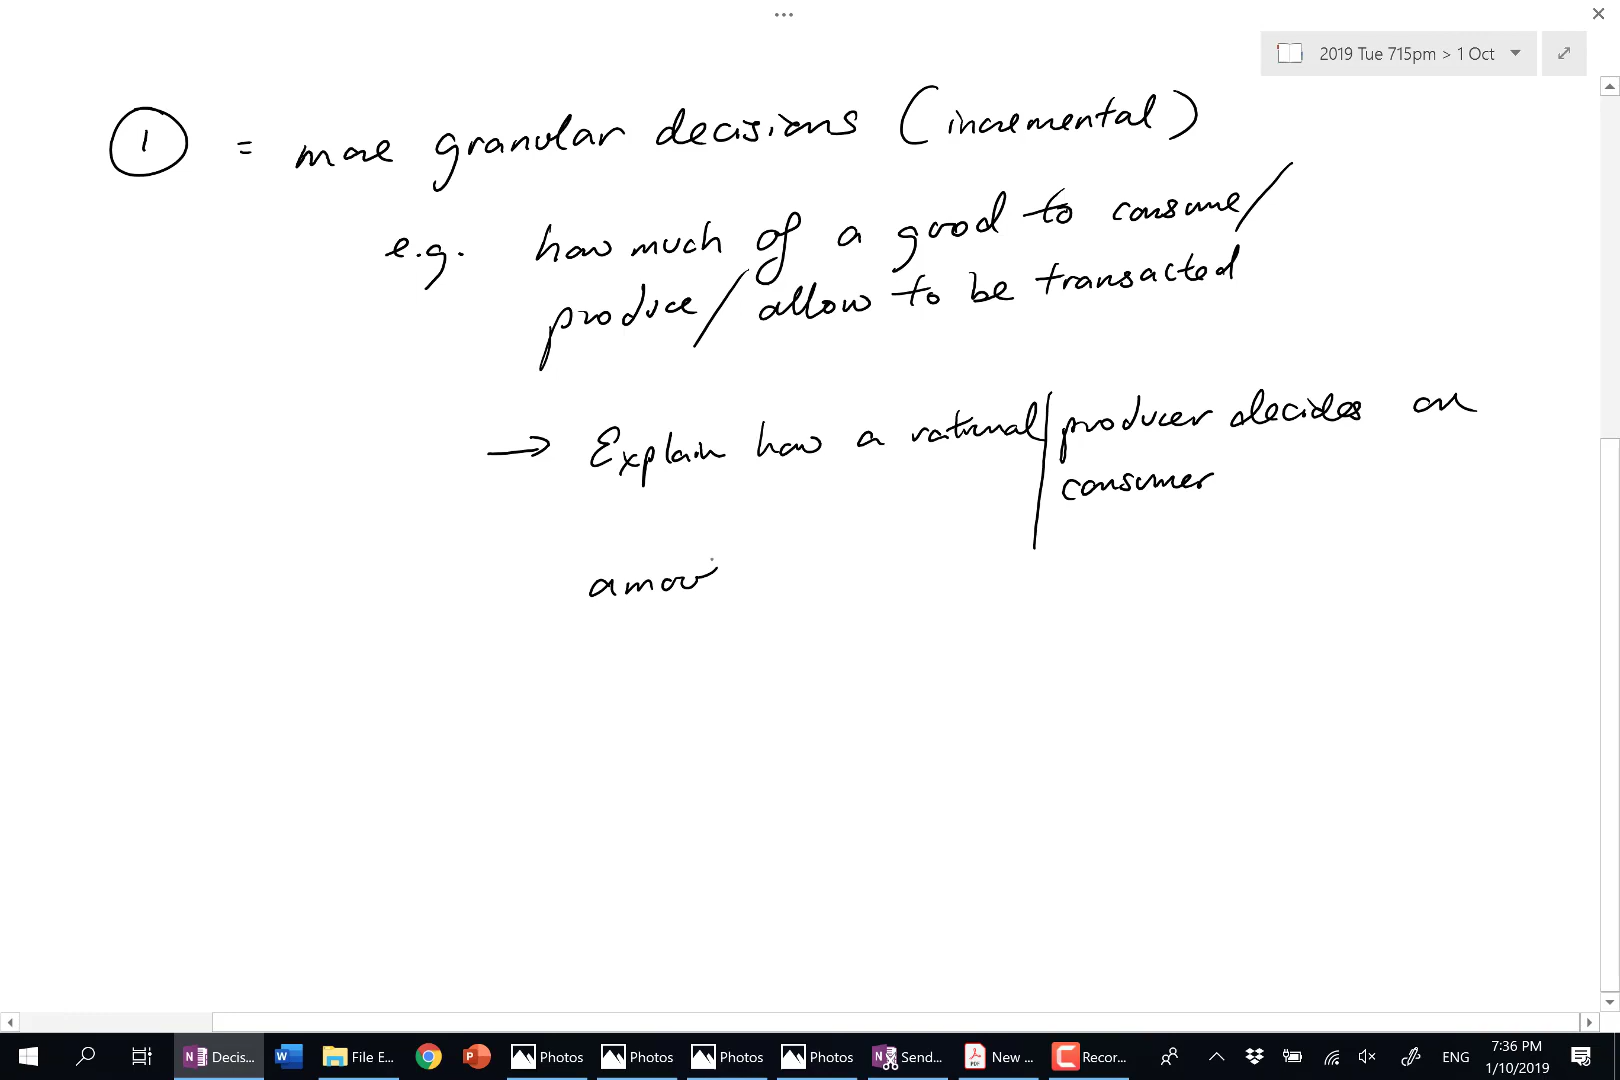 ...
2019 Tue 715pm > 1 Oct
① = more granular decisions (incremental)
e.g. how much of a good to consume/
produce/allow to be transacted
→ Explain how a rational/producer decides on
consumer
amou
Decis...
File E...
Photos
Photos
Photos
Photos
Send...
New ...
Recor...
ENG
7:36 PM
1/10/2019